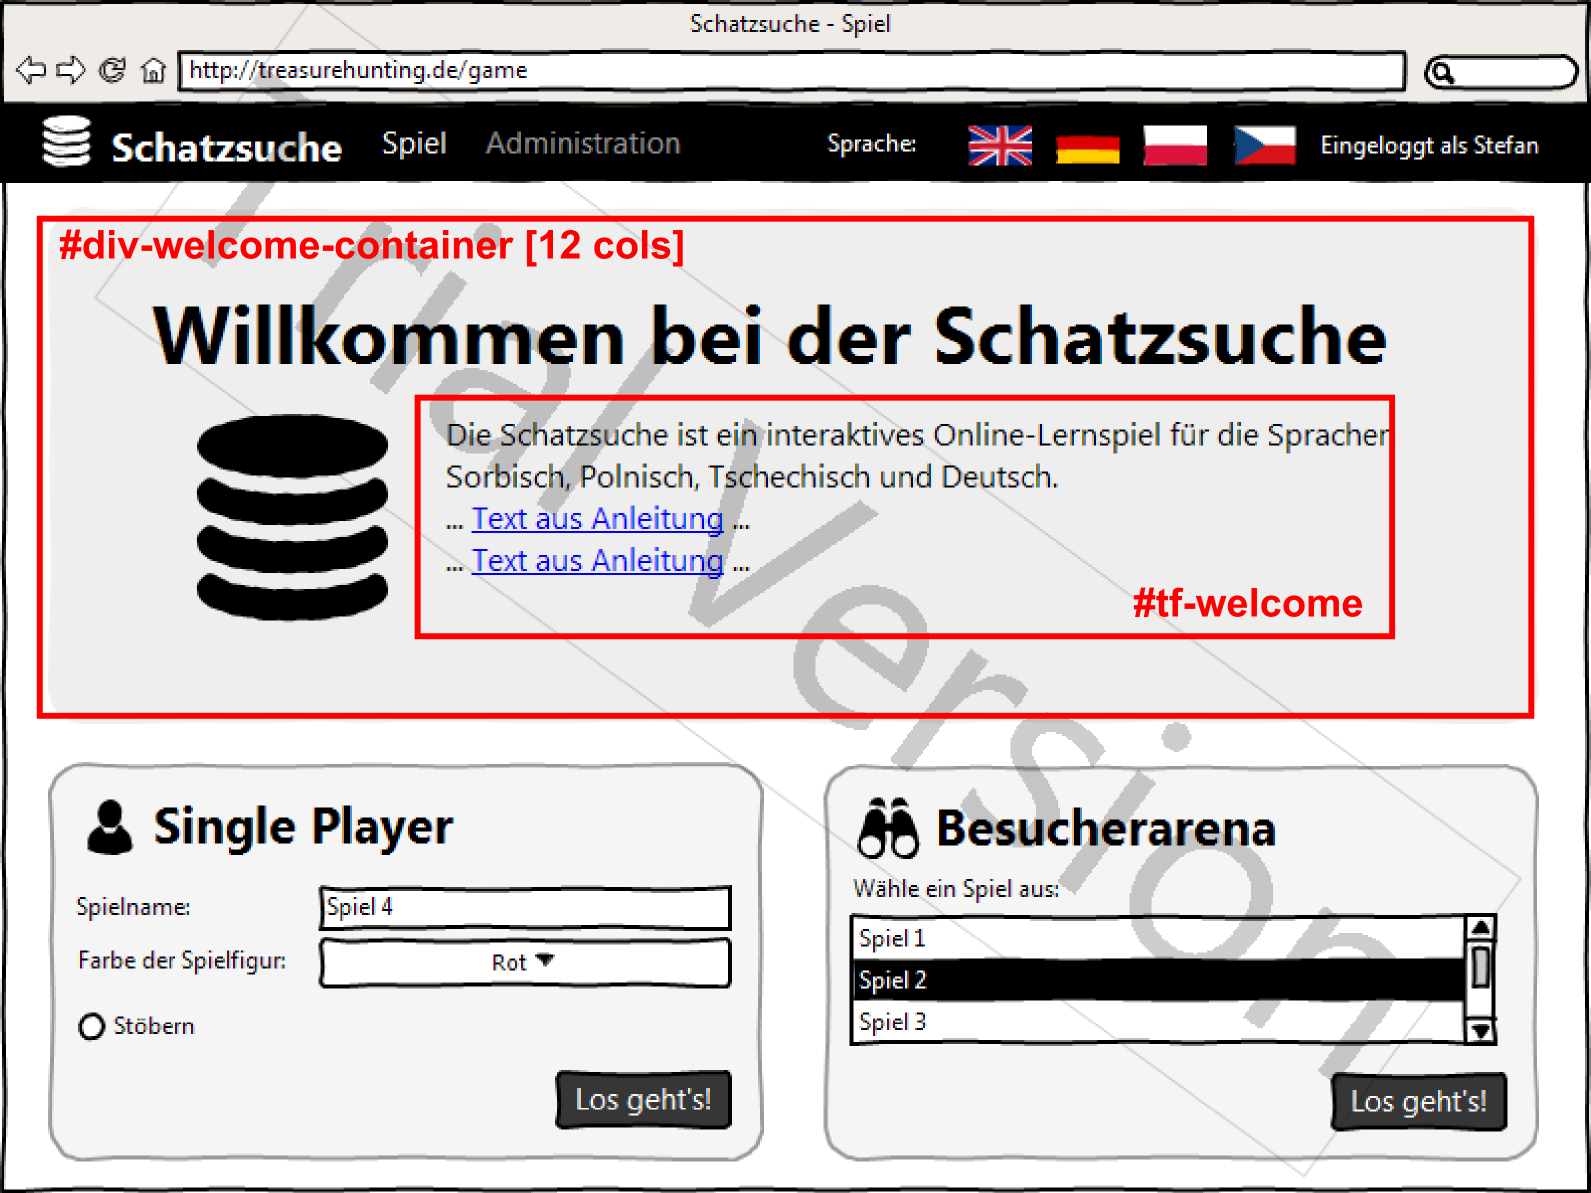 Schatzsuche - Spiel
http://treasurehunting.de/game
Schatzsuche Spiel Administration Sprache: Eingeloggt als Stefan
#div-welcome-container [12 cols]
Willkommen bei der Schatzsuche
Die Schatzsuche ist ein interaktives Online-Lernspiel für die Sprachen
Sorbisch, Polnisch, Tschechisch und Deutsch.
... Text aus Anleitung ...
... Text aus Anleitung ...
#tf-welcome
Single Player
Spielname: Spiel 4
Farbe der Spielfigur: Rot
Stöbern
Los geht's!
Besucherarena
Wähle ein Spiel aus:
Spiel 1
Spiel 2
Spiel 3
Los geht's!
Trial Version